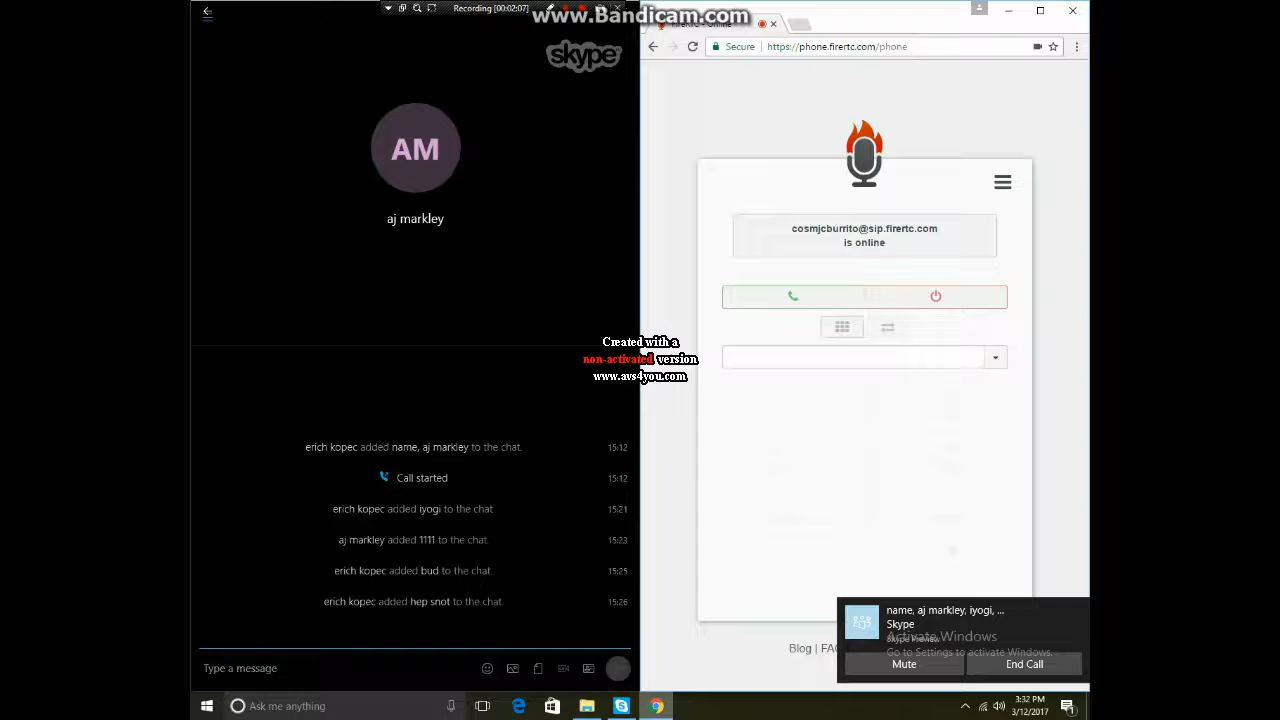 Recording [00:02:07]
www.Bandicam.com
skype
AM
aj markley
erich kopec added name, aj markley to the chat. 15:12
Call started 15:12
erich kopec added iyogi to the chat. 15:21
aj markley added 1111 to the chat. 15:23
erich kopec added bud to the chat. 15:25
erich kopec added hep snot to the chat. 15:26
Type a message
Created with a
non-activated version
www.avs4you.com
Secure https://phone.firertc.com/phone
cosmjcburrito@sip.firertc.com
is online
Blog | FA
name, aj markley, iyogi, ...
Skype
Skype Preview
Activate Windows
Go to Settings to activate Windows.
Mute End Call
Ask me anything
3:32 PM
3/12/2017